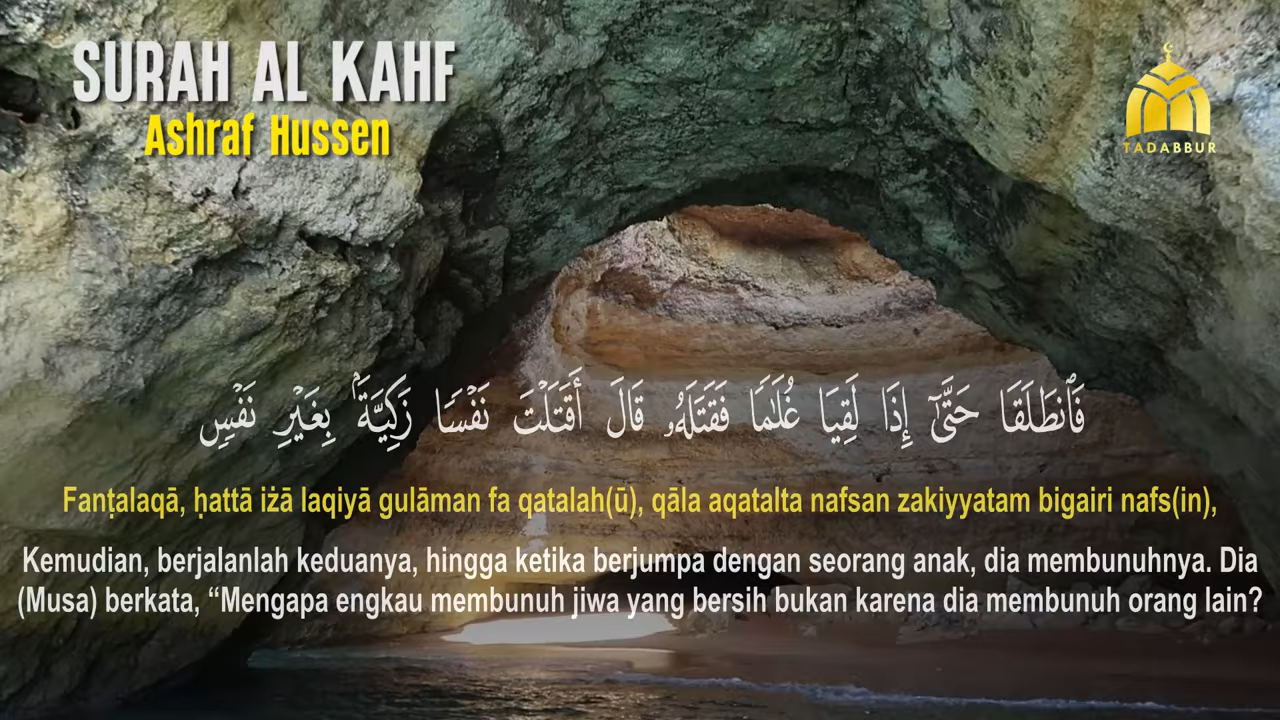 SURAH AL KAHF
Ashraf Hussen
TADABBUR
فَٱنطَلَقَا حَتَّىٰٓ إِذَا لَقِيَا غُلَٰمًا فَقَتَلَهُۥ قَالَ أَقَتَلْتَ نَفْسًا زَكِيَّةًۢ بِغَيْرِ نَفْسٍ
Fanṭalaqā, ḥattā iżā laqiyā gulāman fa qatalah(ū), qāla aqatalta nafsan zakiyyatam bigairi nafs(in),
Kemudian, berjalanlah keduanya, hingga ketika berjumpa dengan seorang anak, dia membunuhnya. Dia
(Musa) berkata, “Mengapa engkau membunuh jiwa yang bersih bukan karena dia membunuh orang lain?